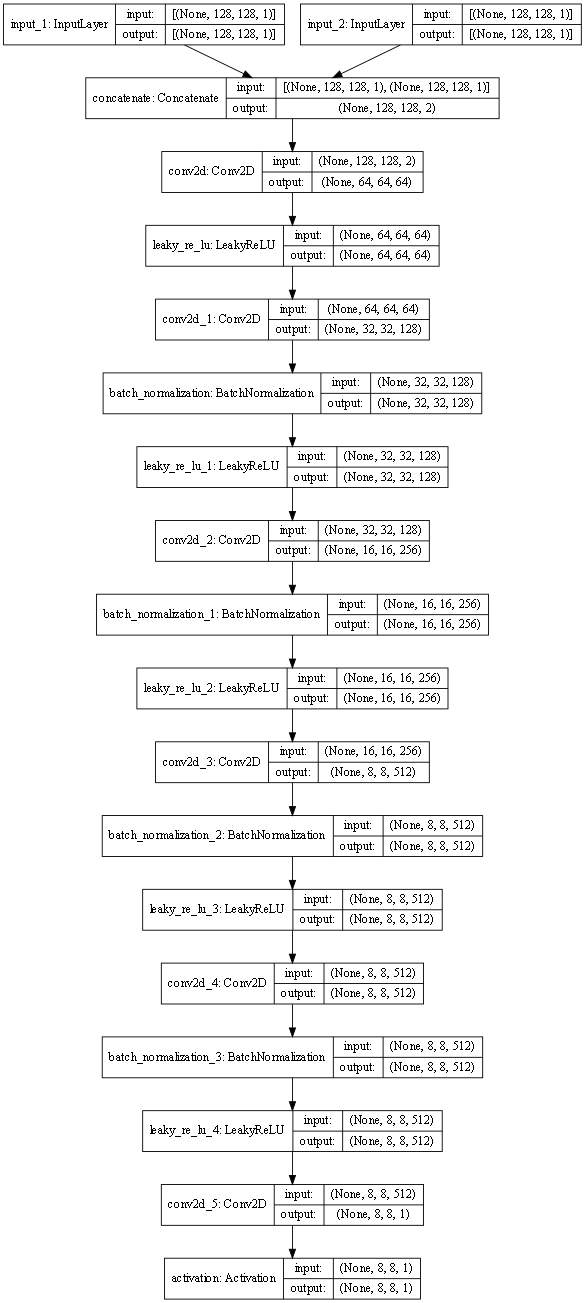 input_1: InputLayer input: [(None, 128, 128, 1)] output: [(None, 128, 128, 1)]
input_2: InputLayer input: [(None, 128, 128, 1)] output: [(None, 128, 128, 1)]
concatenate: Concatenate input: [(None, 128, 128, 1), (None, 128, 128, 1)] output: (None, 128, 128, 2)
conv2d: Conv2D input: (None, 128, 128, 2) output: (None, 64, 64, 64)
leaky_re_lu: LeakyReLU input: (None, 64, 64, 64) output: (None, 64, 64, 64)
conv2d_1: Conv2D input: (None, 64, 64, 64) output: (None, 32, 32, 128)
batch_normalization: BatchNormalization input: (None, 32, 32, 128) output: (None, 32, 32, 128)
leaky_re_lu_1: LeakyReLU input: (None, 32, 32, 128) output: (None, 32, 32, 128)
conv2d_2: Conv2D input: (None, 32, 32, 128) output: (None, 16, 16, 256)
batch_normalization_1: BatchNormalization input: (None, 16, 16, 256) output: (None, 16, 16, 256)
leaky_re_lu_2: LeakyReLU input: (None, 16, 16, 256) output: (None, 16, 16, 256)
conv2d_3: Conv2D input: (None, 16, 16, 256) output: (None, 8, 8, 512)
batch_normalization_2: BatchNormalization input: (None, 8, 8, 512) output: (None, 8, 8, 512)
leaky_re_lu_3: LeakyReLU input: (None, 8, 8, 512) output: (None, 8, 8, 512)
conv2d_4: Conv2D input: (None, 8, 8, 512) output: (None, 8, 8, 512)
batch_normalization_3: BatchNormalization input: (None, 8, 8, 512) output: (None, 8, 8, 512)
leaky_re_lu_4: LeakyReLU input: (None, 8, 8, 512) output: (None, 8, 8, 512)
conv2d_5: Conv2D input: (None, 8, 8, 512) output: (None, 8, 8, 1)
activation: Activation input: (None, 8, 8, 1) output: (None, 8, 8, 1)